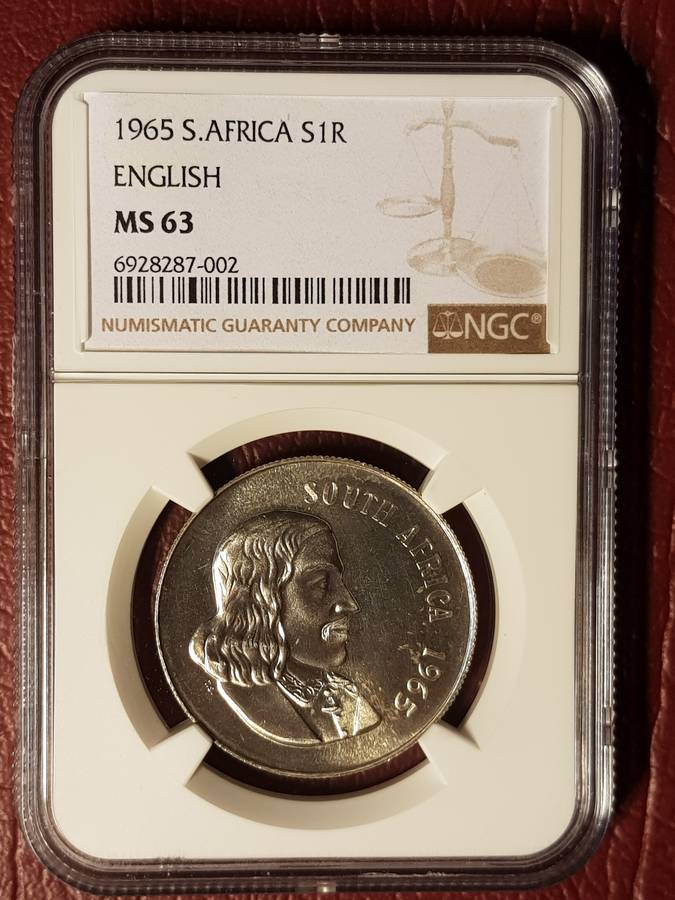 1965 S.AFRICA S1R
ENGLISH
MS 63
6928287-002
NUMISMATIC GUARANTY COMPANY
NGC®
SOUTH AFRICA · 1965